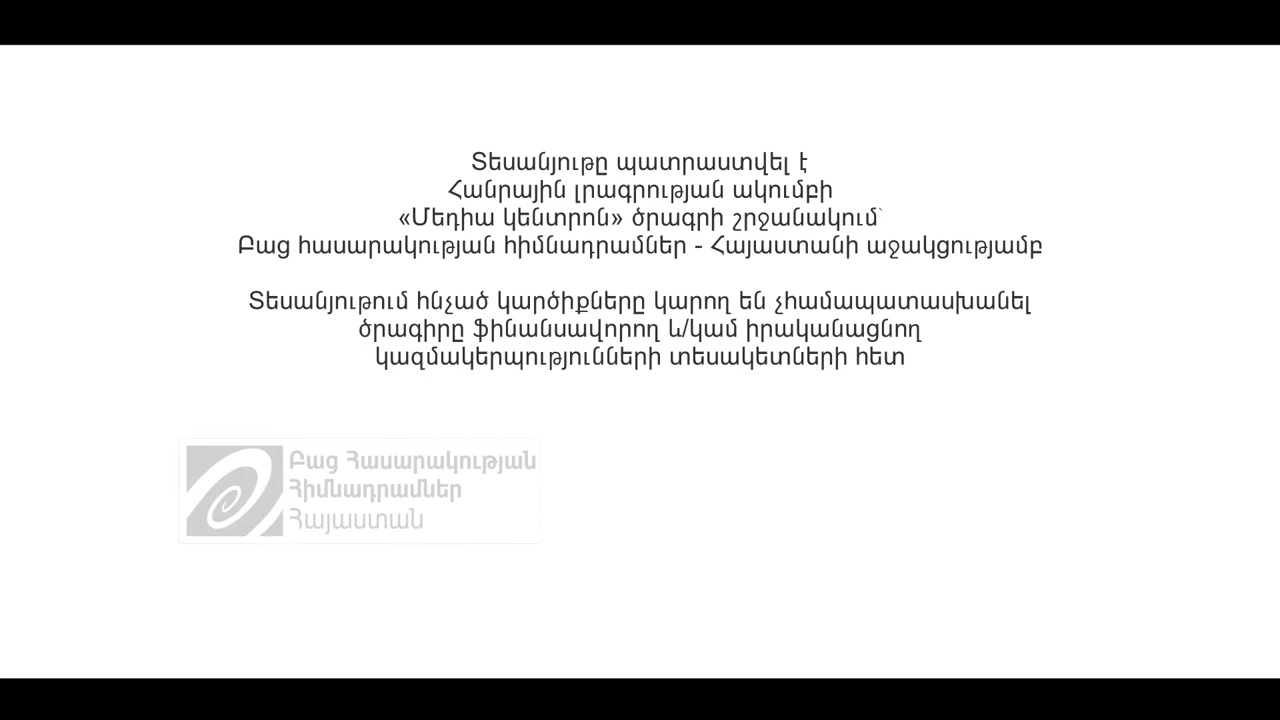 Տեսանյութը պատրաստվել է
Հանրային լրագրության ակումբի
«Մեդիա կենտրոն» ծրագրի շրջանակում՝
Բաց հասարակության հիմնադրամներ - Հայաստանի աջակցությամբ
Տեսանյութում հնչած կարծիքները կարող են չհամապատասխանել
ծրագիրը ֆինանսավորող և/կամ իրականացնող
կազմակերպությունների տեսակետների հետ
Բաց Հասարակության
Հիմնադրամներ
Հայաստան